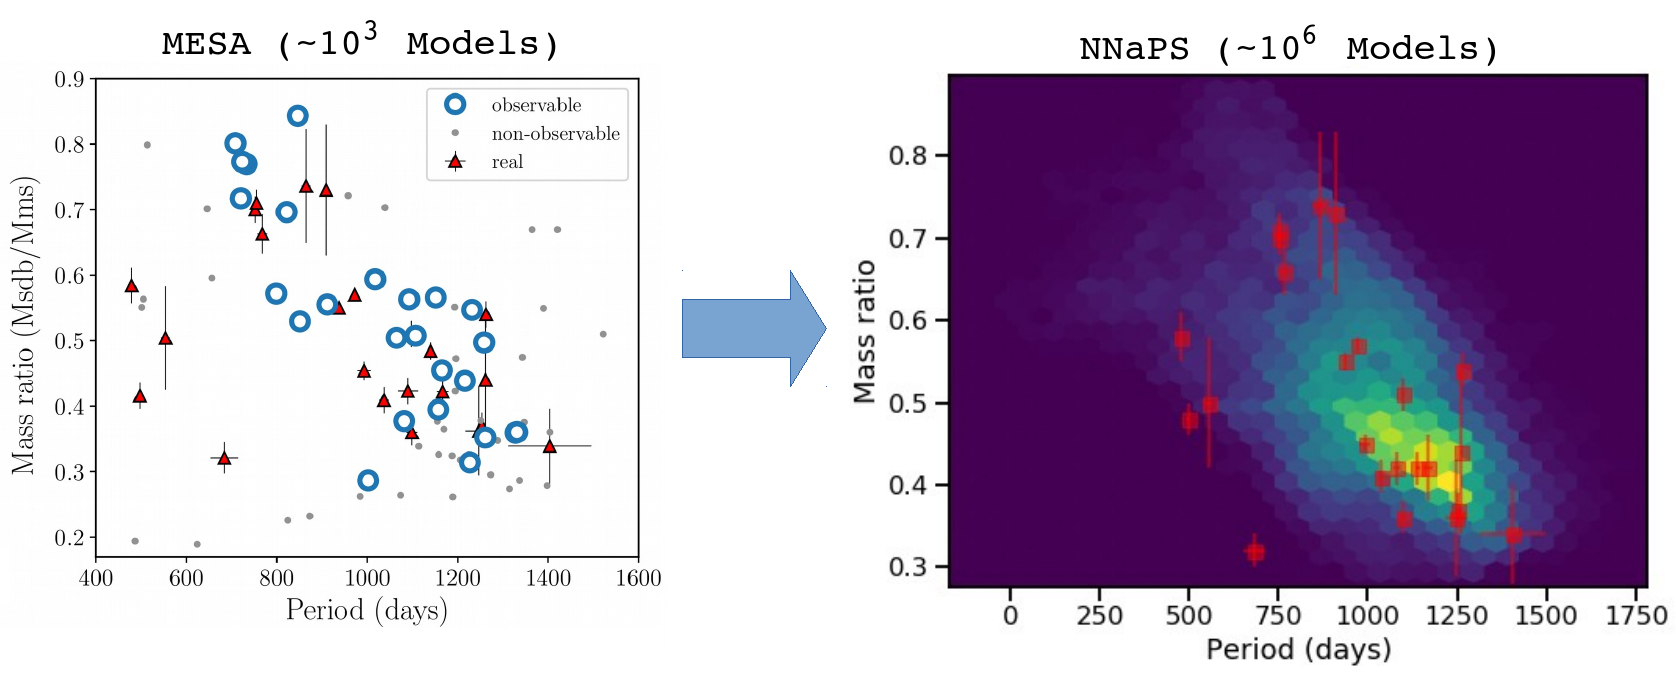 MESA (~10³ Models)
0.9
0.8
0.7
0.6
0.5
0.4
0.3
0.2
Mass ratio (Msdb/Mms)
observable
non-observable
real
400 600 800 1000 1200 1400 1600
Period (days)
NNaPS (~10⁶ Models)
0.8
0.7
0.6
0.5
0.4
0.3
Mass ratio
0 250 500 750 1000 1250 1500 1750
Period (days)